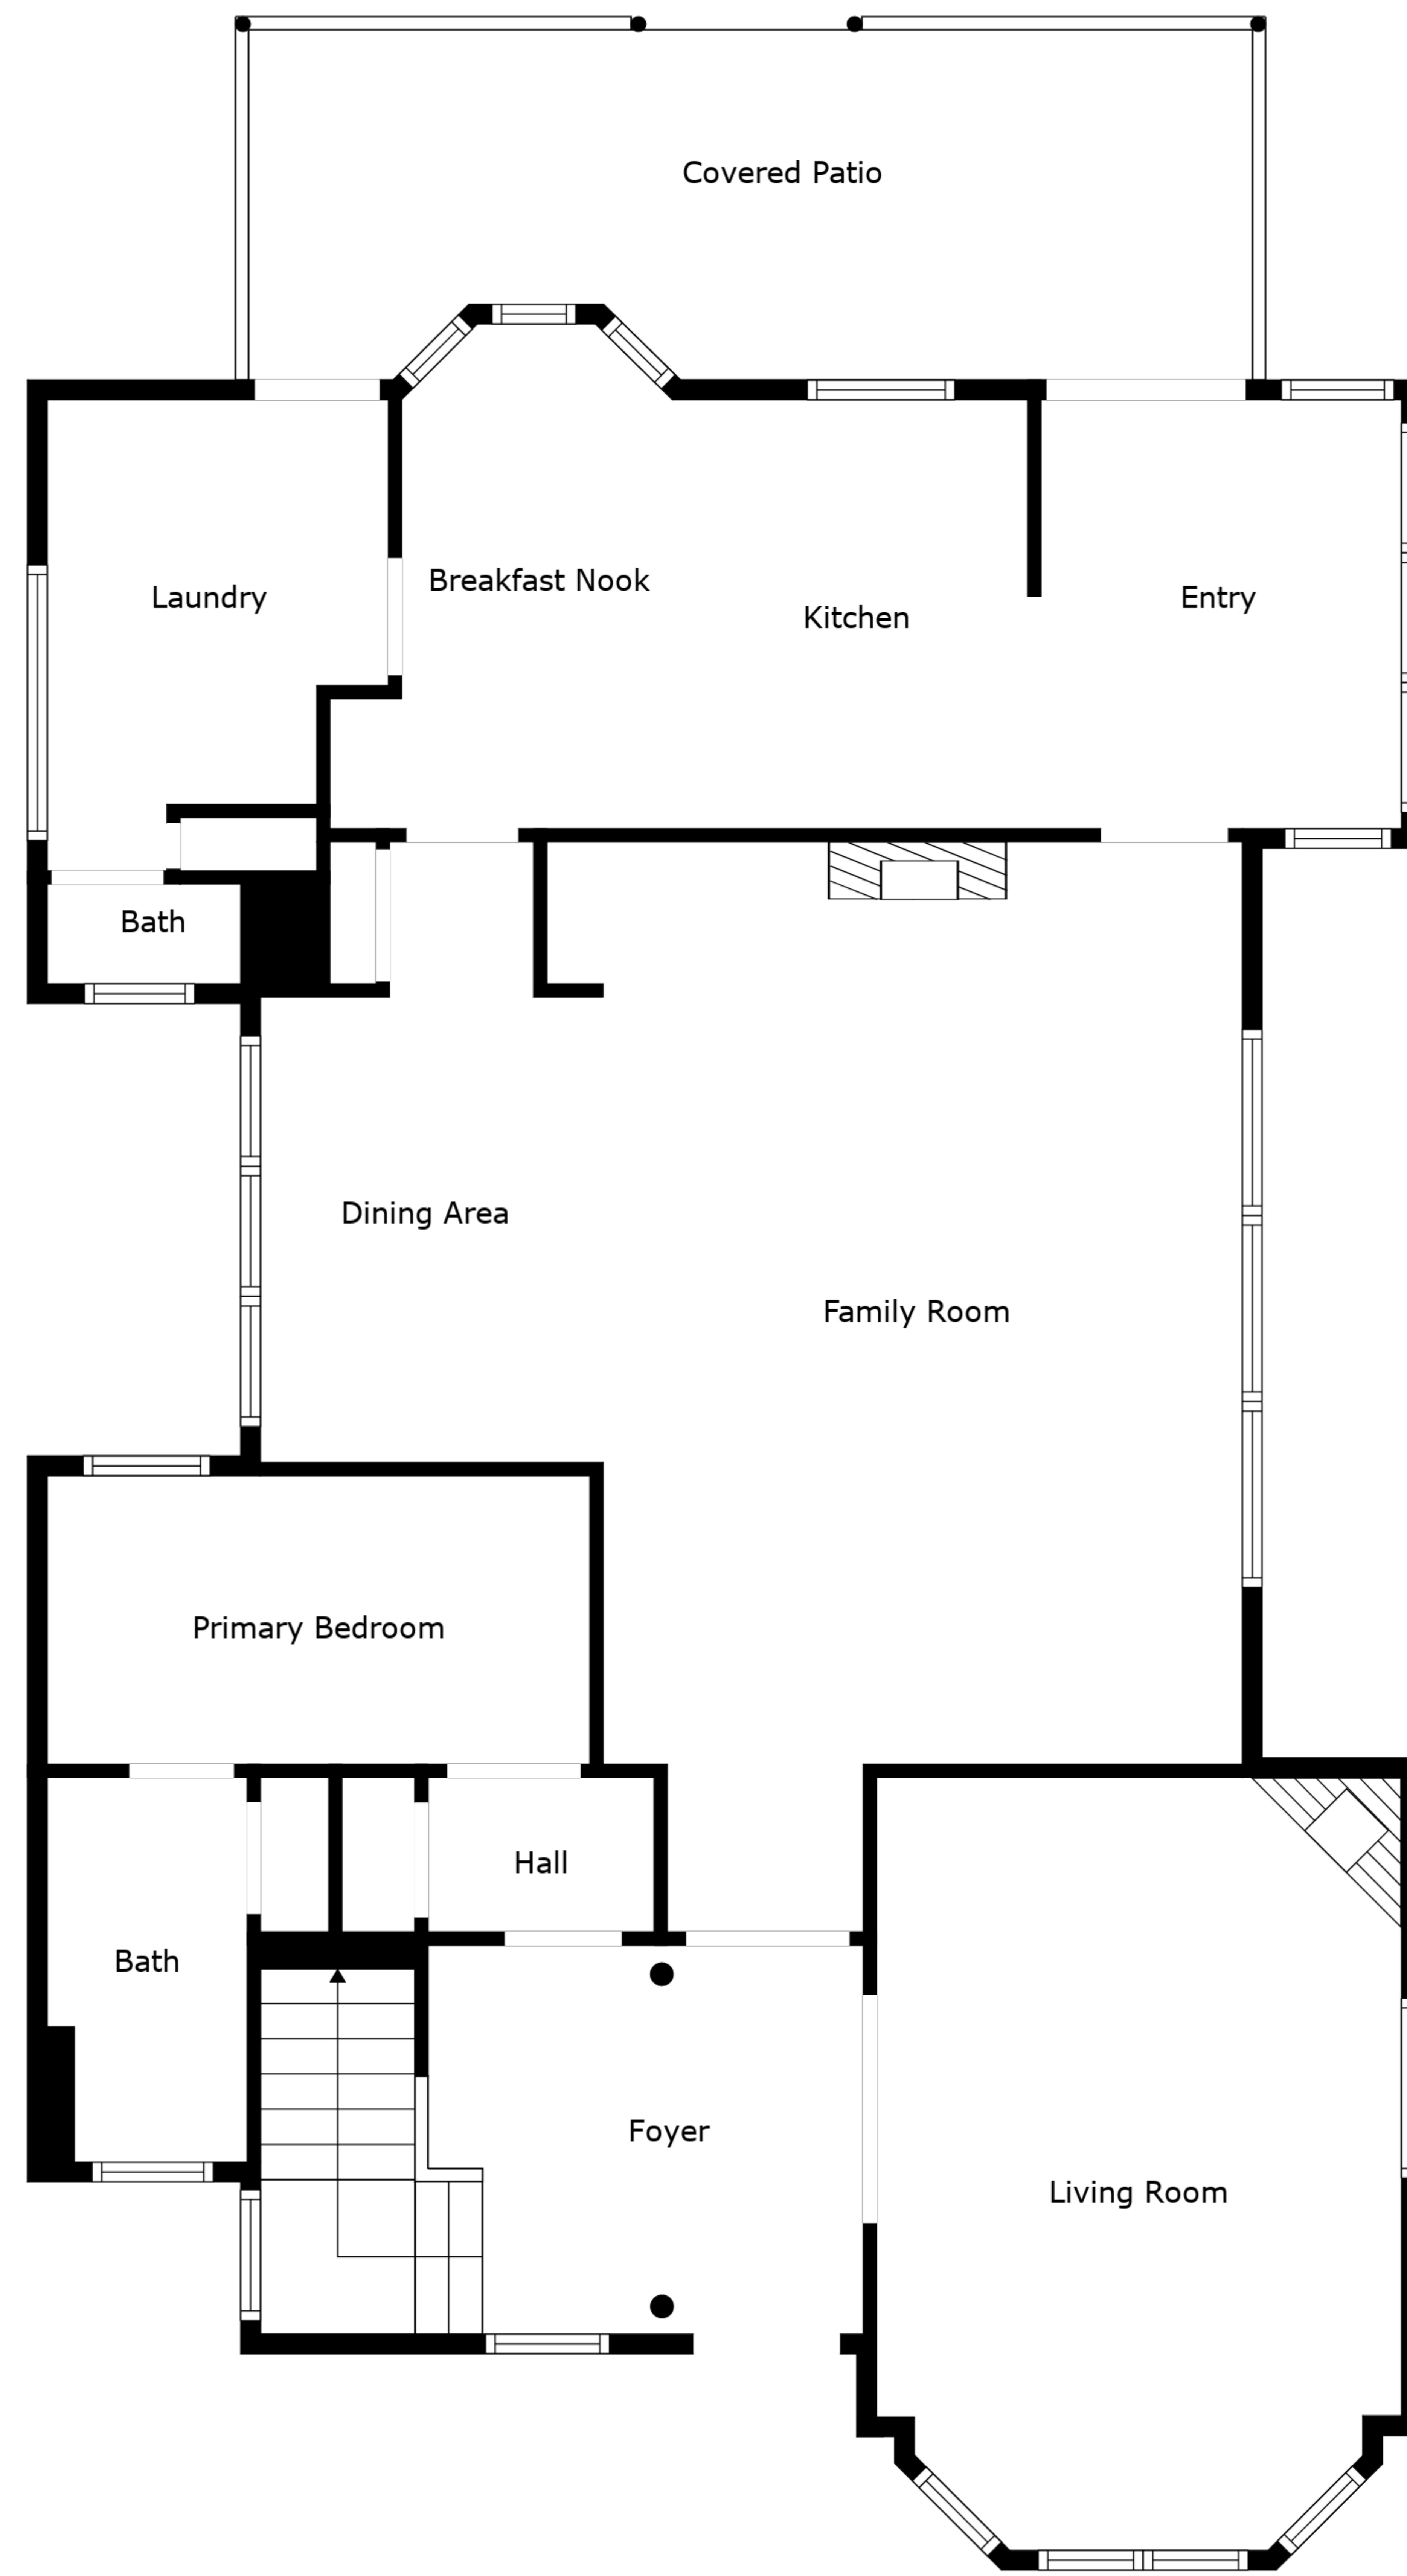 Covered Patio
Breakfast Nook
Laundry
Entry
Kitchen
Bath
Dining Area
Family Room
Primary Bedroom
Hall
Bath
Foyer
Living Room